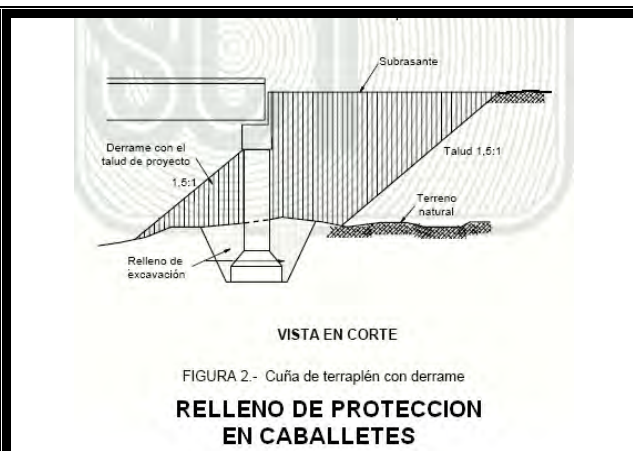 Subrasante
Derrame con el
talud de proyecto
1,5:1
Talud 1,5:1
Terreno
natural
Relleno de
excavación
VISTA EN CORTE
FIGURA 2.- Cuña de terraplén con derrame
RELLENO DE PROTECCION
EN CABALLETES